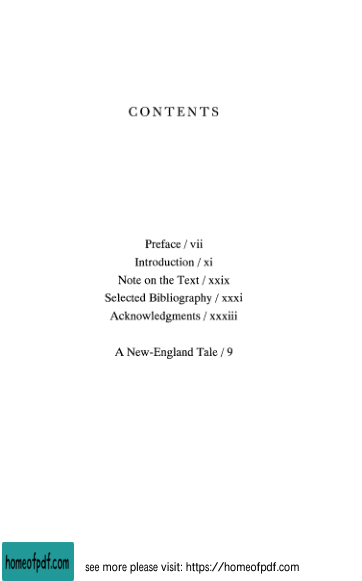 CONTENTS
Preface / vii
Introduction / xi
Note on the Text / xxix
Selected Bibliography / xxxi
Acknowledgments / xxxiii
A New-England Tale / 9
homeofpdf.com
see more please visit: https://homeofpdf.com